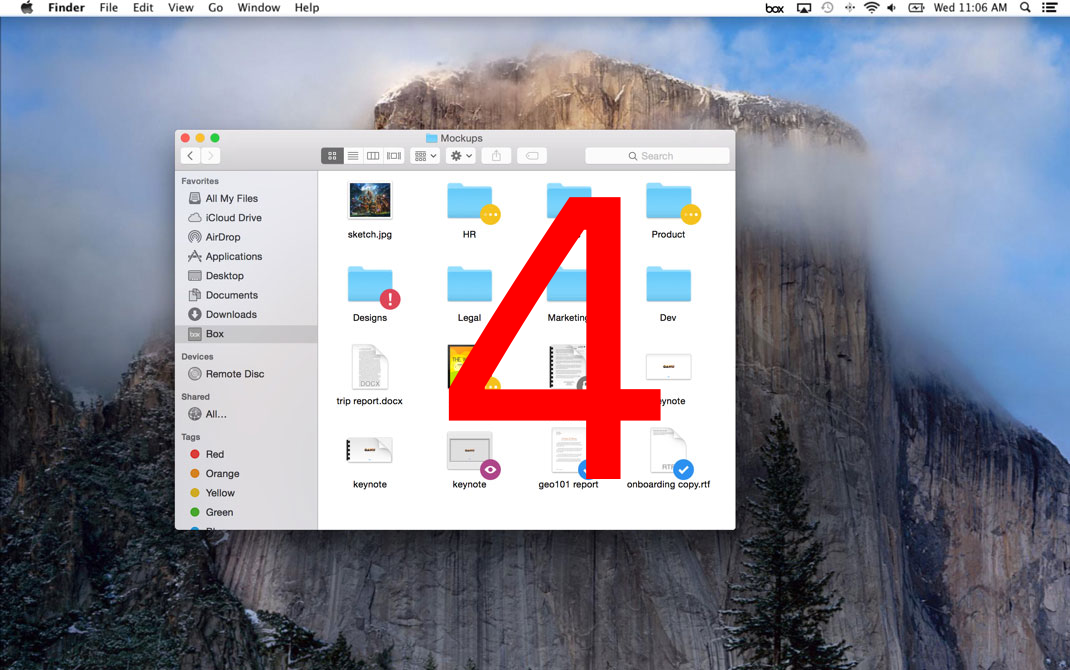 Finder File Edit View Go Window Help box Wed 11:06 AM
Mockups
Search
Favorites
All My Files
iCloud Drive
AirDrop
Applications
Desktop
Documents
Downloads
box Box
Devices
Remote Disc
Shared
All...
Tags
Red
Orange
Yellow
Green
sketch.jpg HR Product
Designs Legal Marketing Dev
DOCX
trip report.docx
keynote keynote geo101 report onboarding copy.rtf
4